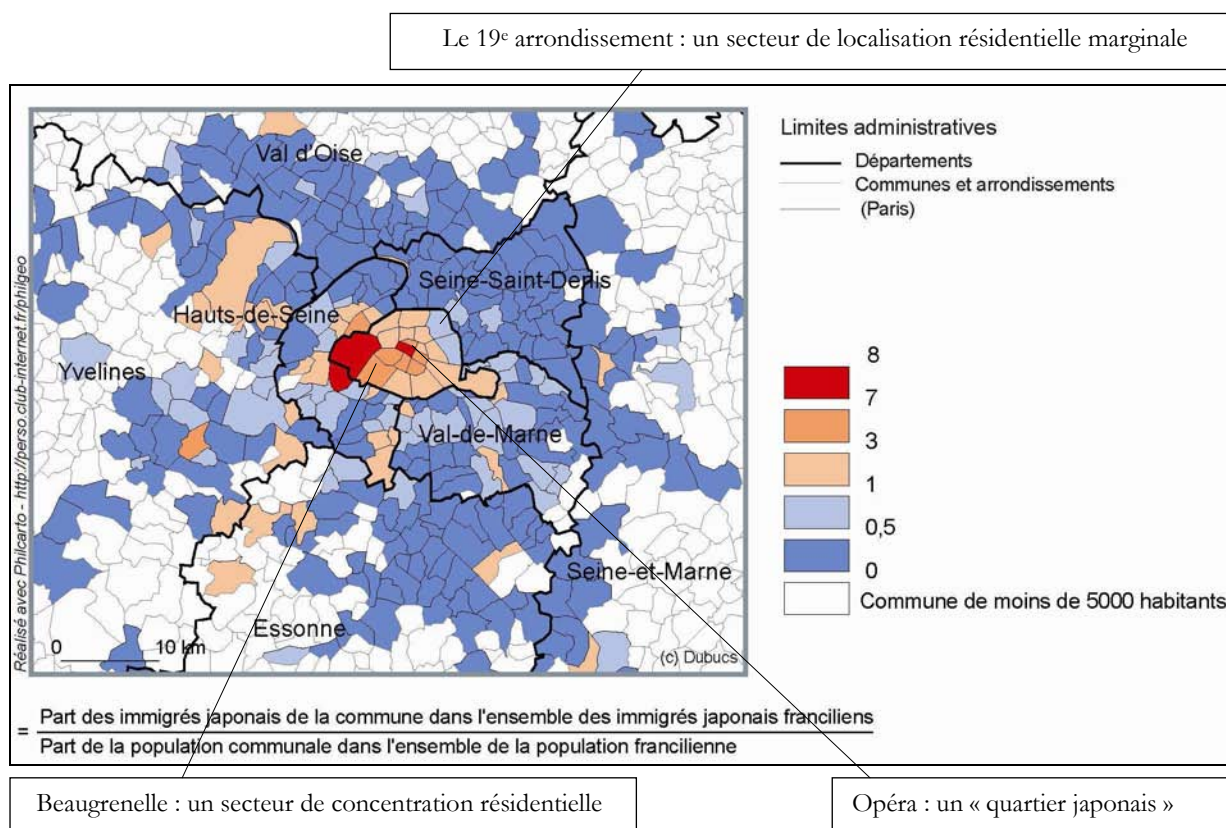 Le 19e arrondissement : un secteur de localisation résidentielle marginale
Limites administratives
Départements
Communes et arrondissements
(Paris)
Val d'Oise
Seine-Saint-Denis
Hauts-de-Seine
Yvelines
Val-de-Marne
Seine-et-Marne
Essonne
0 10 km
(c) Dubucs
Réalisé avec Philcarto - http://perso.club-internet.fr/philgeo
8
7
3
1
0,5
0
Commune de moins de 5000 habitants
= Part des immigrés japonais de la commune dans l'ensemble des immigrés japonais franciliens
Part de la population communale dans l'ensemble de la population francilienne
Beaugrenelle : un secteur de concentration résidentielle
Opéra : un « quartier japonais »